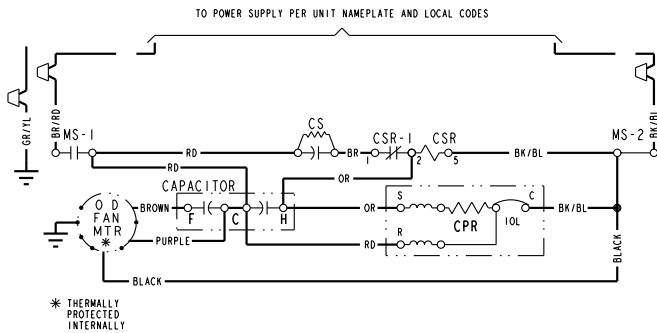 TO POWER SUPPLY PER UNIT NAMEPLATE AND LOCAL CODES
GR/YL
BR/RD
BK/BL
MS-1
RD
CS
BR
1
CSR-1
2
CSR
5
BK/BL
MS-2
RD
OR
CAPACITOR
O D
FAN
MTR
*
BROWN
F
C
H
OR
S
CPR
IOL
C
BK/BL
PURPLE
RD
R
BLACK
BLACK
* THERMALLY
PROTECTED
INTERNALLY